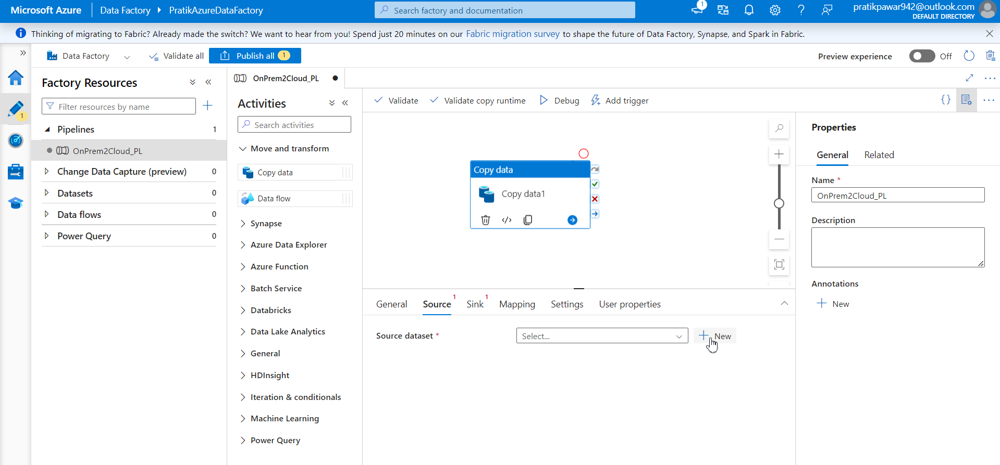 Microsoft Azure
Data Factory
PratikAzureDataFactory
Search factory and documentation
1
pratikpawar942@outlook.com
DEFAULT DIRECTORY
Thinking of migrating to Fabric? Already made the switch? We want to hear from you! Spend just 20 minutes on our Fabric migration survey to shape the future of Data Factory, Synapse, and Spark in Fabric.
Data Factory
Validate all
Publish all 1
Preview experience
Off
1
Factory Resources
Filter resources by name
Pipelines 1
OnPrem2Cloud_PL
Change Data Capture (preview) 0
Datasets 0
Data flows 0
Power Query 0
OnPrem2Cloud_PL
Activities
Search activities
Move and transform
Copy data
Data flow
Synapse
Azure Data Explorer
Azure Function
Batch Service
Databricks
Data Lake Analytics
General
HDInsight
Iteration & conditionals
Machine Learning
Power Query
Validate
Validate copy runtime
Debug
Add trigger
{}
Copy data
Copy data1
</>
General
Source 1
Sink 1
Mapping
Settings
User properties
Source dataset *
Select...
New
Properties
General
Related
Name *
OnPrem2Cloud_PL
Description
Annotations
New